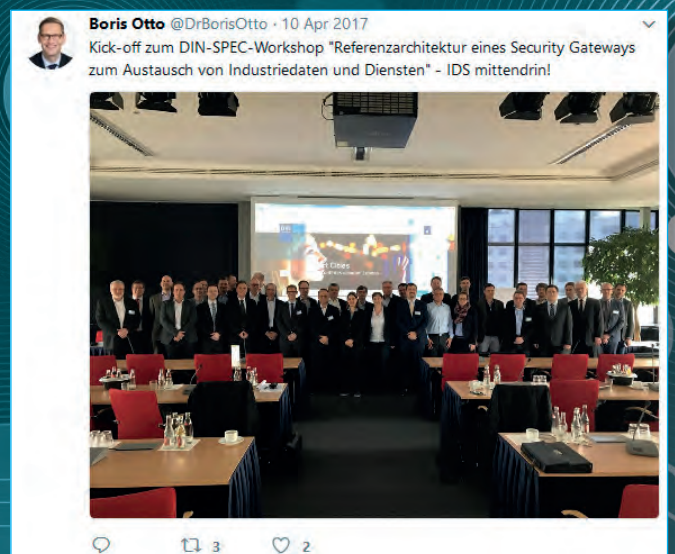 Boris Otto @DrBorisOtto · 10 Apr 2017
Kick-off zum DIN-SPEC-Workshop "Referenzarchitektur eines Security Gateways
zum Austausch von Industriedaten und Diensten" - IDS mittendrin!
Cities
3 2